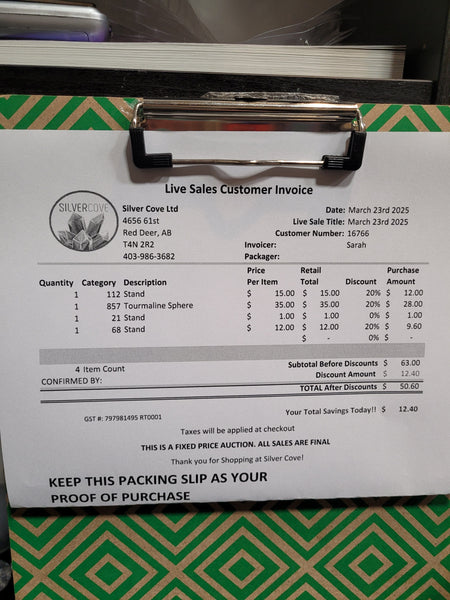 Live Sales Customer Invoice
SILVERCOVE
Silver Cove Ltd
4656 61st
Red Deer, AB
T4N 2R2
403-986-3682
Date: March 23rd 2025
Live Sale Title: March 23rd 2025
Customer Number: 16766
Invoicer: Sarah
Packager:
Quantity Category Description Price Per Item Retail Total Discount Purchase Amount
1 112 Stand $ 15.00 $ 15.00 20% $ 12.00
1 857 Tourmaline Sphere $ 35.00 $ 35.00 20% $ 28.00
1 21 Stand $ 1.00 $ 1.00 0% $ 1.00
1 68 Stand $ 12.00 $ 12.00 20% $ 9.60
$ - 0% $ -
4 Item Count
CONFIRMED BY:
Subtotal Before Discounts $ 63.00
Discount Amount $ 12.40
TOTAL After Discounts $ 50.60
GST #: 797981495 RT0001
Your Total Savings Today!! $ 12.40
Taxes will be applied at checkout
THIS IS A FIXED PRICE AUCTION. ALL SALES ARE FINAL
Thank you for Shopping at Silver Cove!
KEEP THIS PACKING SLIP AS YOUR
PROOF OF PURCHASE